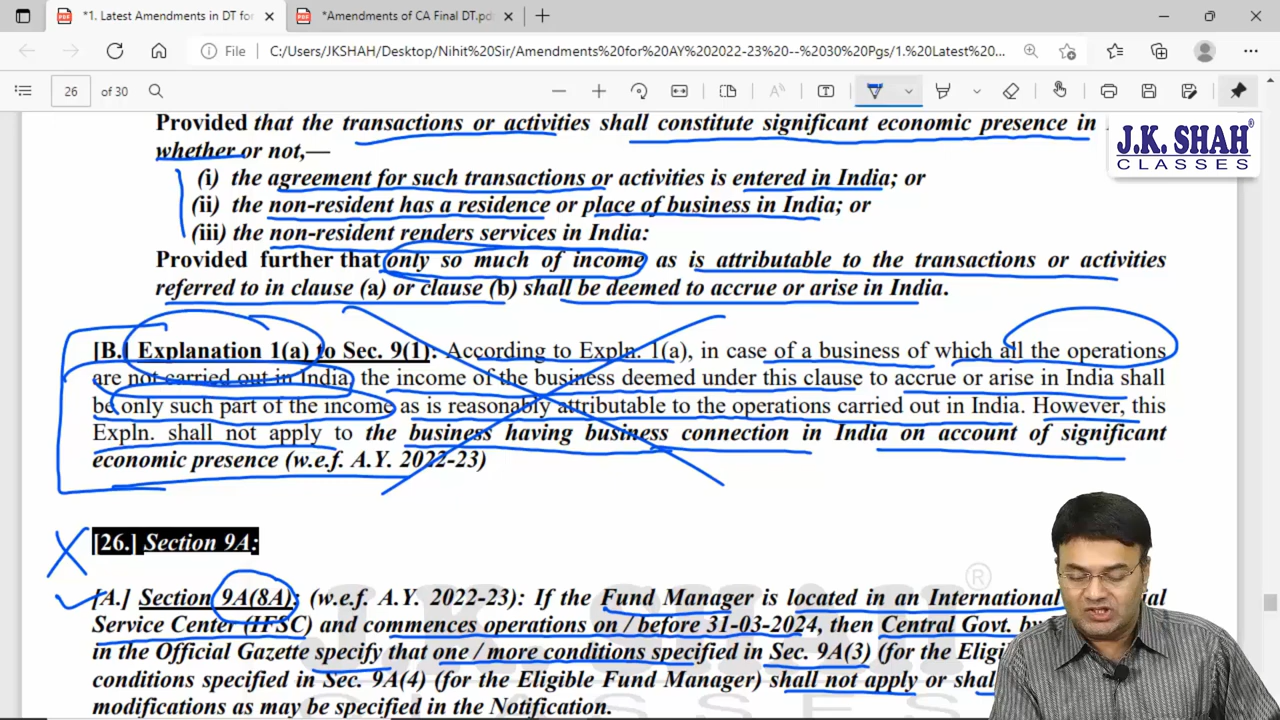 *1. Latest Amendments in DT for
*Amendments of CA Final DT.pd
File
C:/Users/JKSHAH/Desktop/Nihit%20Sir/Amendments%20for%20AY%202022-23%20--%2030%20Pgs/1.%20Latest%20...
26 of 30
Provided that the transactions or activities shall constitute significant economic presence in
whether or not,—
(i) the agreement for such transactions or activities is entered in India; or
(ii) the non-resident has a residence or place of business in India; or
(iii) the non-resident renders services in India:
Provided further that only so much of income as is attributable to the transactions or activities
referred to in clause (a) or clause (b) shall be deemed to accrue or arise in India.
[B.] Explanation 1(a) to Sec. 9(1): According to Expln. 1(a), in case of a business of which all the operations
are not carried out in India, the income of the business deemed under this clause to accrue or arise in India shall
be only such part of the income as is reasonably attributable to the operations carried out in India. However, this
Expln. shall not apply to the business having business connection in India on account of significant
economic presence (w.e.f. A.Y. 2022-23)
[26.] Section 9A:
[A.] Section 9A(8A): (w.e.f. A.Y. 2022-23): If the Fund Manager is located in an International
Service Center (IFSC) and commences operations on / before 31-03-2024, then Central Govt. by
in the Official Gazette specify that one / more conditions specified in Sec. 9A(3) (for the Elig
conditions specified in Sec. 9A(4) (for the Eligible Fund Manager) shall not apply or
modifications as may be specified in the Notification.
J.K. SHAH®
CLASSES
J.K. SHAH®
CLASSES